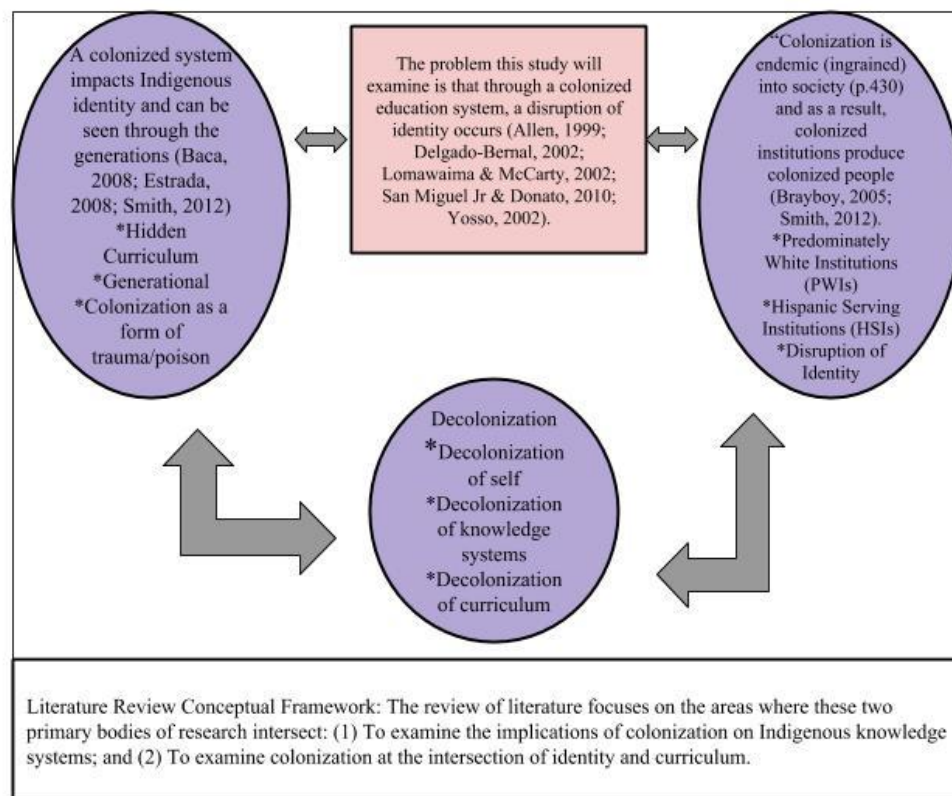 A colonized system
impacts Indigenous
identity and can be
seen through the
generations (Baca,
2008; Estrada,
2008; Smith, 2012)
*Hidden
Curriculum
*Generational
*Colonization as a
form of
trauma/poison
The problem this study will
examine is that through a colonized
education system, a disruption of
identity occurs (Allen, 1999;
Delgado-Bernal, 2002;
Lomawaima & McCarty, 2002;
San Miguel Jr & Donato, 2010;
Yosso, 2002).
“Colonization is
endemic (ingrained)
into society (p.430)
and as a result,
colonized
institutions produce
colonized people
(Brayboy, 2005;
Smith, 2012).
*Predominately
White Institutions
(PWIs)
*Hispanic Serving
Institutions (HSIs)
*Disruption of
Identity
Decolonization
*Decolonization
of self
*Decolonization
of knowledge
systems
*Decolonization
of curriculum
Literature Review Conceptual Framework: The review of literature focuses on the areas where these two
primary bodies of research intersect: (1) To examine the implications of colonization on Indigenous knowledge
systems; and (2) To examine colonization at the intersection of identity and curriculum.